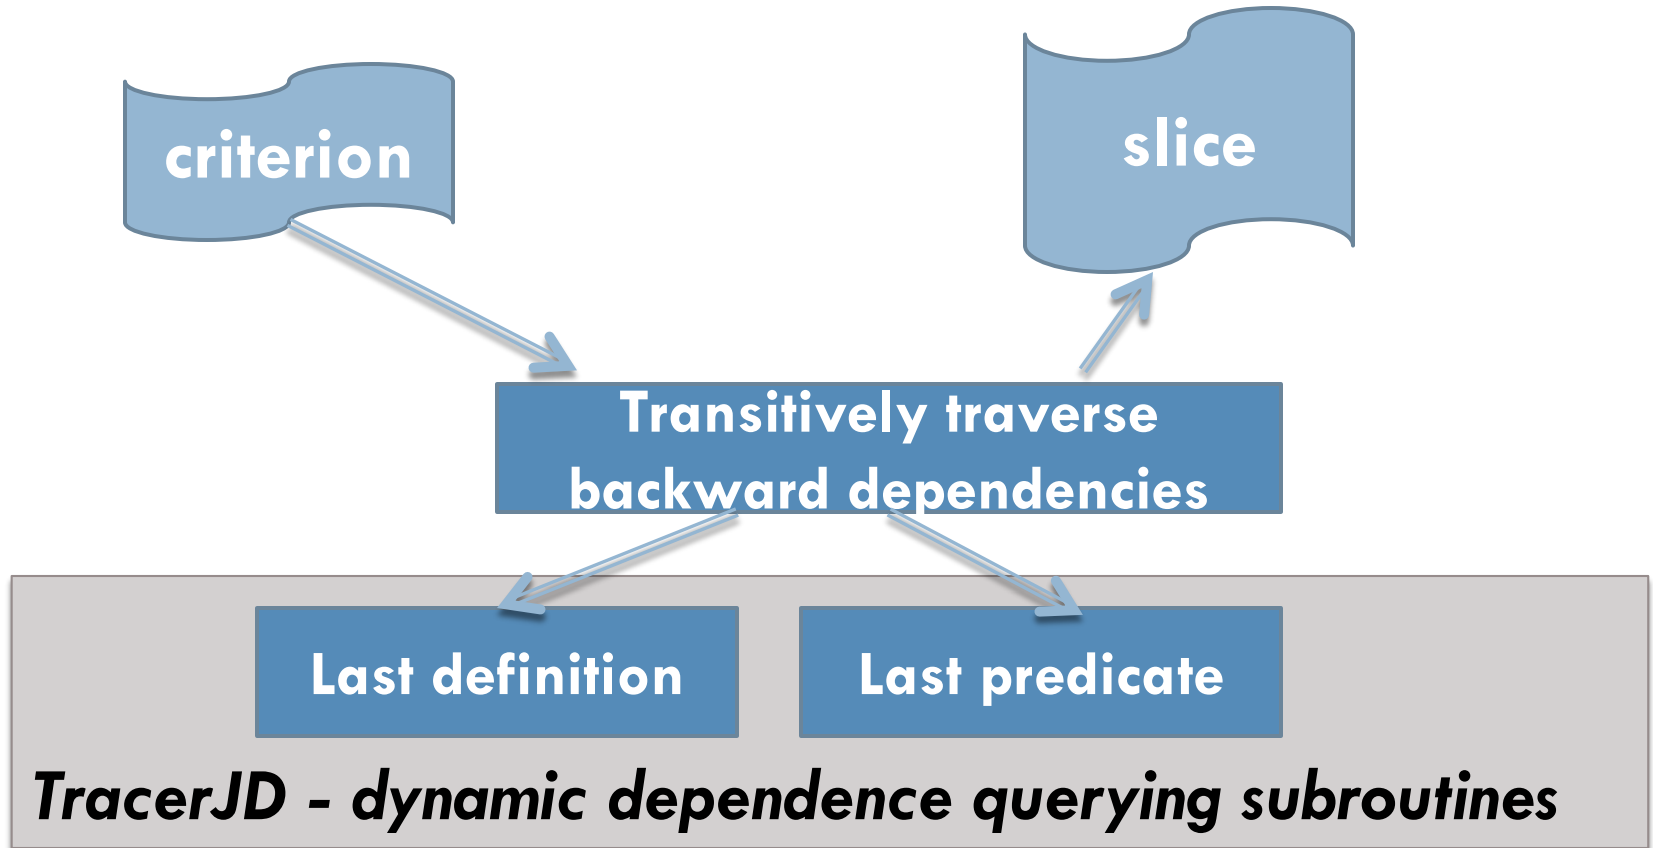 criterion
slice
Transitively traverse
backward dependencies
Last definition
Last predicate
TracerJD - dynamic dependence querying subroutines